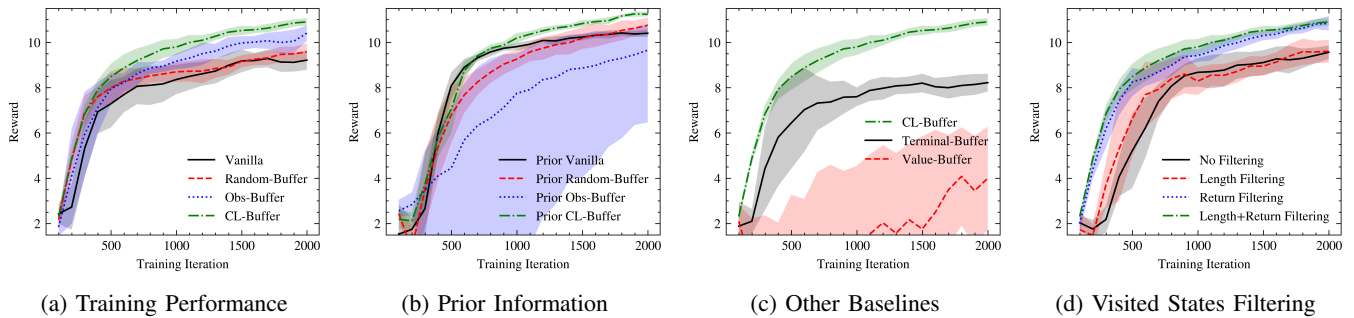 Reward
10
8
6
4
2
500
1000
1500
2000
Training Iteration
Vanilla
Random-Buffer
Obs-Buffer
CL-Buffer
(a) Training Performance
Reward
10
8
6
4
2
500
1000
1500
2000
Training Iteration
Prior Vanilla
Prior Random-Buffer
Prior Obs-Buffer
Prior CL-Buffer
(b) Prior Information
Reward
10
8
6
4
2
500
1000
1500
2000
Training Iteration
CL-Buffer
Terminal-Buffer
Value-Buffer
(c) Other Baselines
Reward
10
8
6
4
2
500
1000
1500
2000
Training Iteration
No Filtering
Length Filtering
Return Filtering
Length+Return Filtering
(d) Visited States Filtering